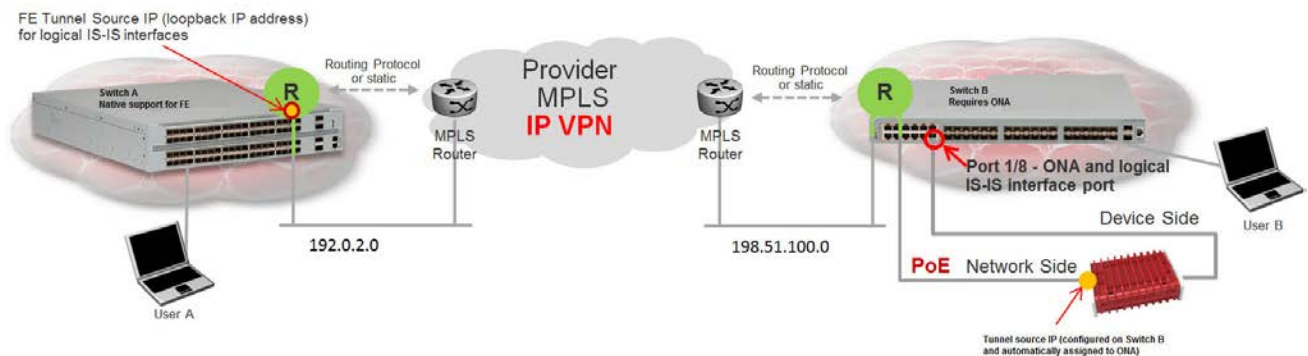 FE Tunnel Source IP (loopback IP address)
for logical IS-IS interfaces
Switch A
Native support for FE
R
Routing Protocol
or static
MPLS
Router
Provider
MPLS
IP VPN
MPLS
Router
Routing Protocol
or static
R
Switch B
Requires ONA
Port 1/8 - ONA and logical
IS-IS interface port
User B
Device Side
192.0.2.0
198.51.100.0
PoE Network Side
User A
Tunnel source IP (configured on Switch B
and automatically assigned to ONA)